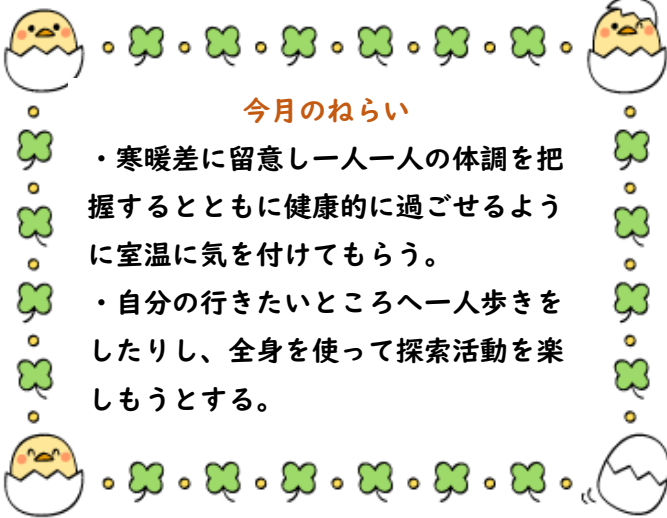 今月のねらい
・寒暖差に留意し一人一人の体調を把
握するとともに健康的に過ごせるよう
に室温に気を付けてもらう。
・自分の行きたいところへ一人歩きを
したりし、全身を使って探索活動を楽
しもうとする。